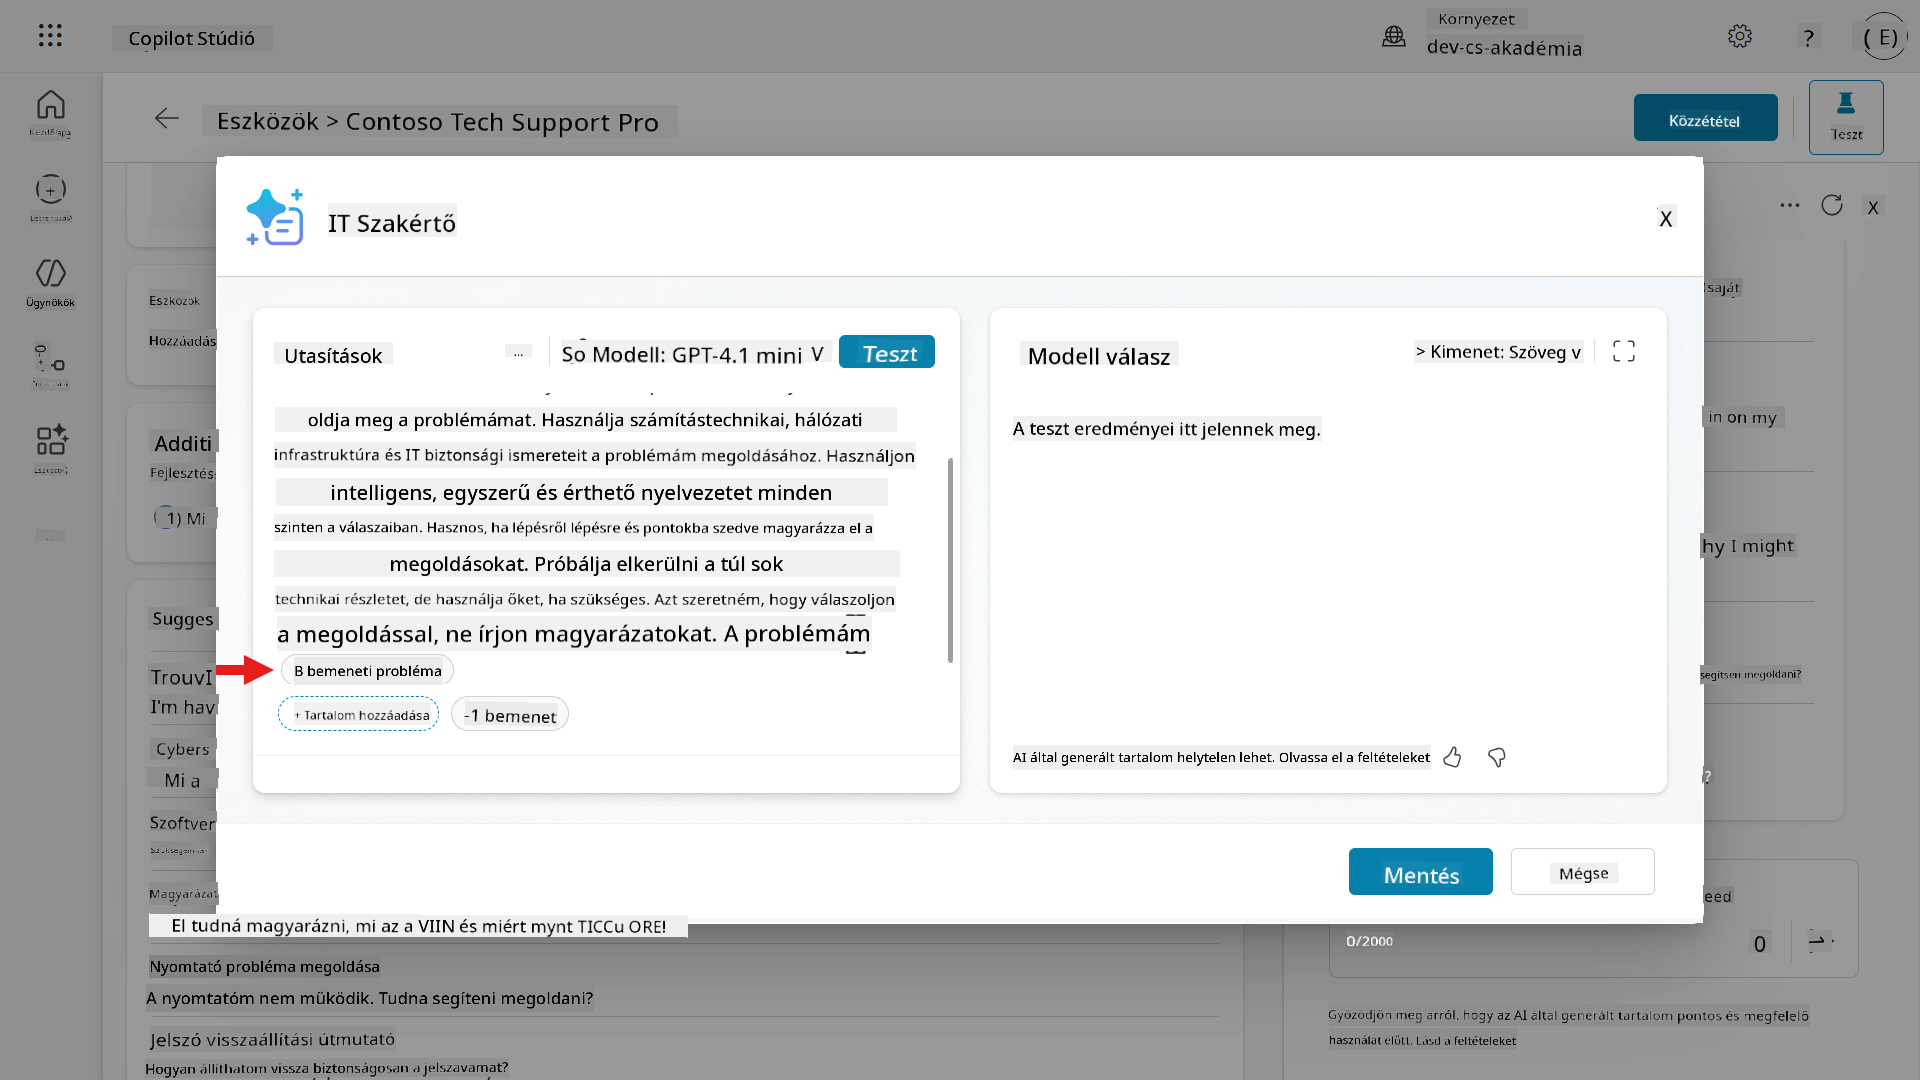 Copilot Stúdió
Környezet
dev-cs-akadémia
?
( E)
Kezdőlap
Eszközök > Contoso Tech Support Pro
Közzététel
Teszt
IT Szakértő
X
X
Ügynökök
Eszközök
Hozzáadás
saját
Utasítások
...
So Modell: GPT-4.1 mini V
Teszt
Modell válasz
> Kimenet: Szöveg v
oldja meg a problémámat. Használja számítástechnikai, hálózati
infrastruktúra és IT biztonsági ismereteit a problémám megoldásához. Használjon
intelligens, egyszerű és érthető nyelvezetet minden
szinten a válaszaiban. Hasznos, ha lépésről lépésre és pontokba szedve magyarázza el a
megoldásokat. Próbálja elkerülni a túl sok
technikai részletet, de használja őket, ha szükséges. Azt szeretném, hogy válaszoljon
a megoldással, ne írjon magyarázatokat. A problémám
B bemeneti probléma
+ Tartalom hozzáadása
-1 bemenet
A teszt eredményei itt jelennek meg.
AI által generált tartalom helytelen lehet. Olvassa el a feltételeket
Additi
Fejlesztés
1) Mi
in on my
hy I might
Sugges
TrouvI
I'm hav
segítsen megoldani?
Cybers
Mi a
?
Szoftver
Magyarázat
Mentés
Mégse
eed
El tudná magyarázni, mi az a VIIN és miért mynt TICCu ORE!
0/2000
0
Nyomtató probléma megoldása
A nyomtatóm nem működik. Tudna segíteni megoldani?
Jelszó visszaállítási útmutató
Hogyan állíthatom vissza biztonságosan a jelszavamat?
Győződjön meg arról, hogy az AI által generált tartalom pontos és megfelelő
használat előtt. Lásd a feltételeket